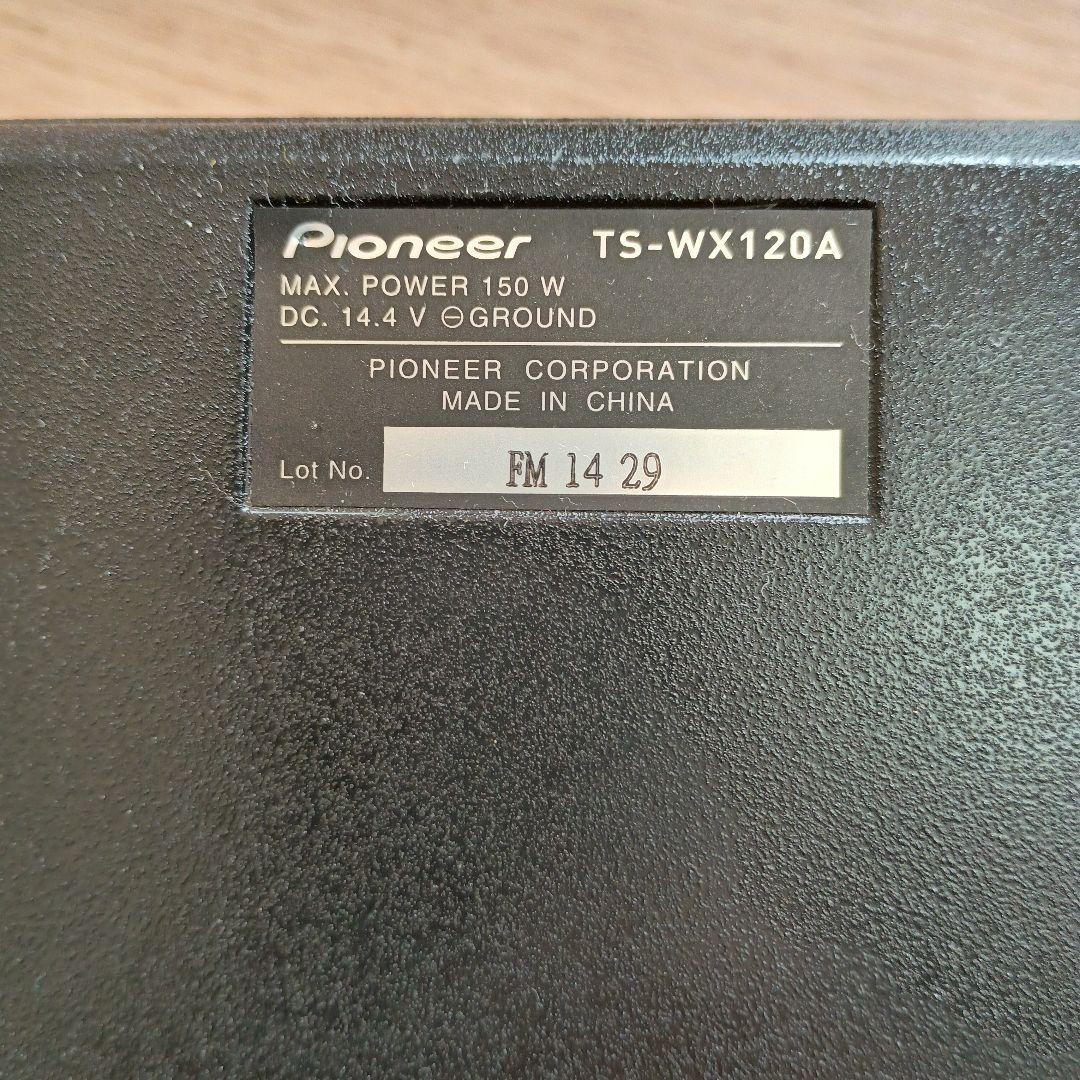 Pioneer TS-WX120A
MAX. POWER 150 W
DC. 14.4 V ⊖GROUND
PIONEER CORPORATION
MADE IN CHINA
Lot No. FM 14 29